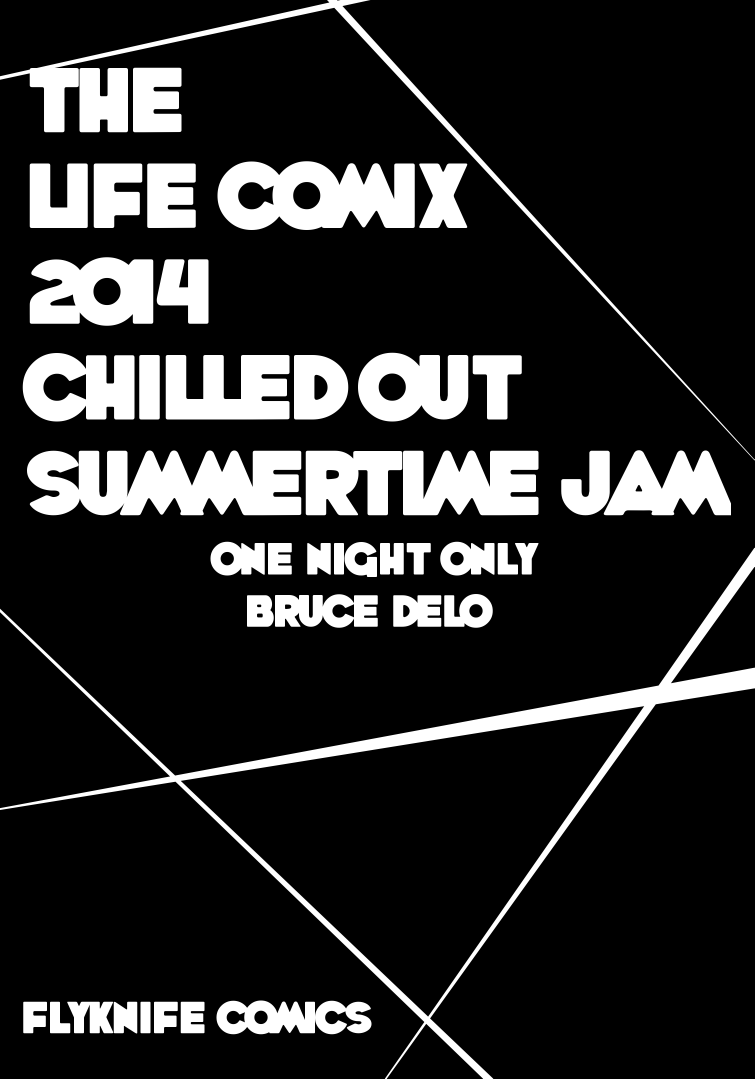 THE
LIFE COMIX
2014
CHILLED OUT
SUMMERTIME JAM
ONE NIGHT ONLY
BRUCE DELO
FLYKNIFE COMICS